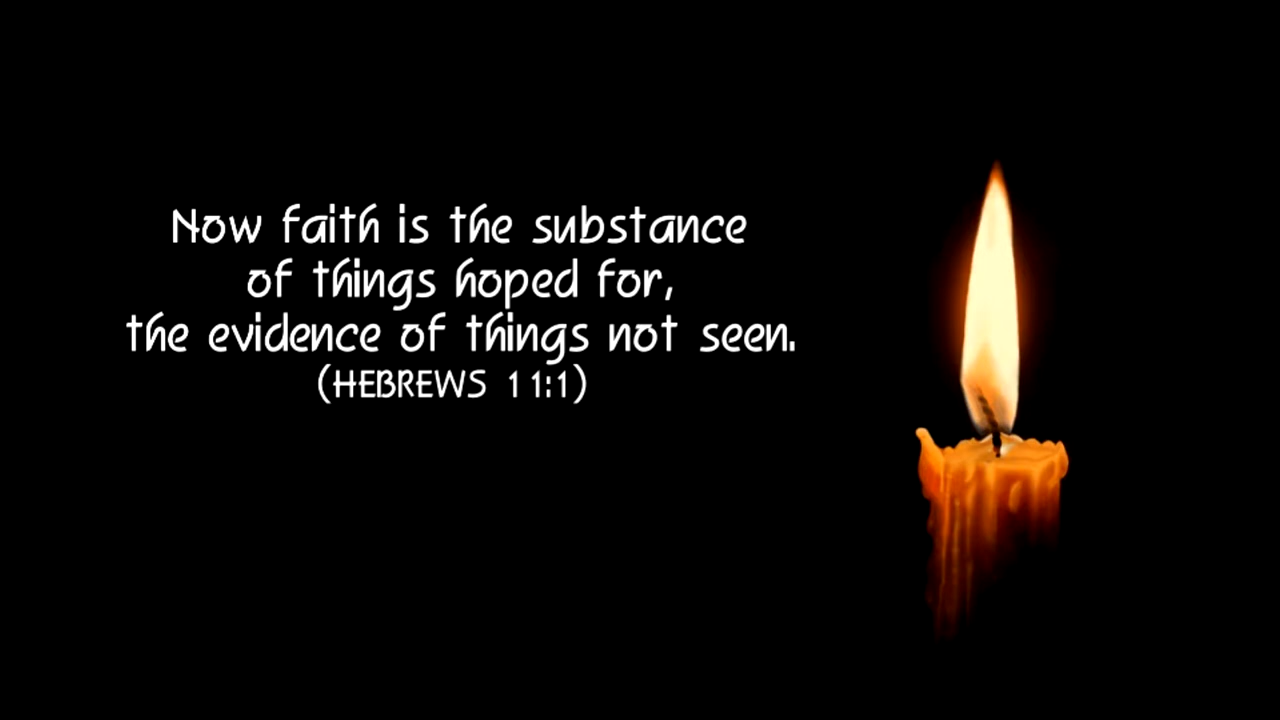 Now faith is the substance
of things hoped for,
the evidence of things not seen.
(HEBREWS 11:1)